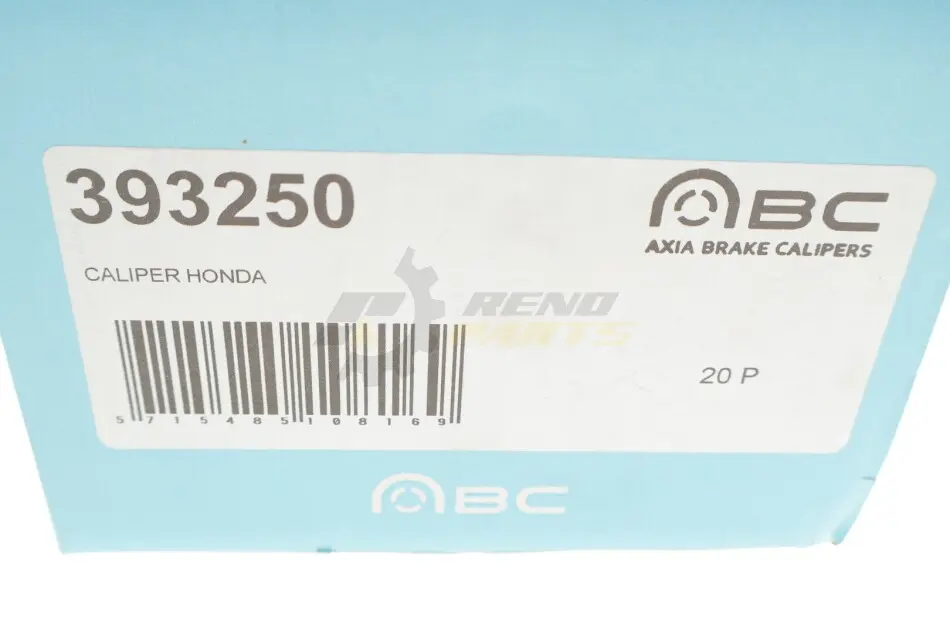 393250
ABC
AXIA BRAKE CALIPERS
CALIPER HONDA
RENO
PARTS
20 P
5715485108169
ABC